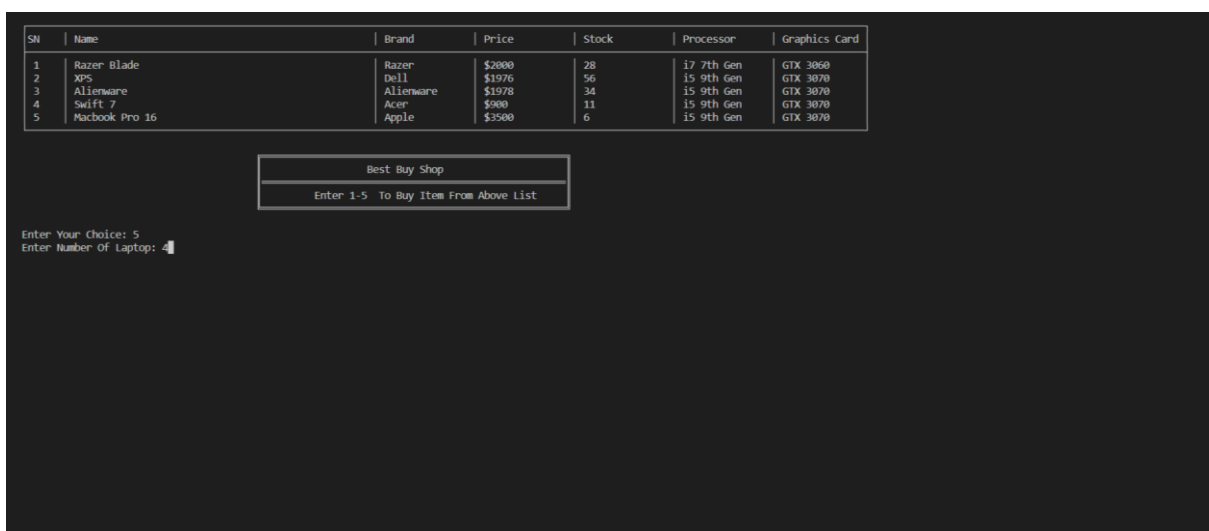 SN | Name | Brand | Price | Stock | Processor | Graphics Card
1 | Razer Blade | Razer | $2000 | 28 | i7 7th Gen | GTX 3060
2 | XPS | Dell | $1976 | 56 | i5 9th Gen | GTX 3070
3 | Alienware | Alienware | $1978 | 34 | i5 9th Gen | GTX 3070
4 | Swift 7 | Acer | $900 | 11 | i5 9th Gen | GTX 3070
5 | Macbook Pro 16 | Apple | $3500 | 6 | i5 9th Gen | GTX 3070
Best Buy Shop
Enter 1-5 To Buy Item From Above List
Enter Your Choice: 5
Enter Number Of Laptop: 4